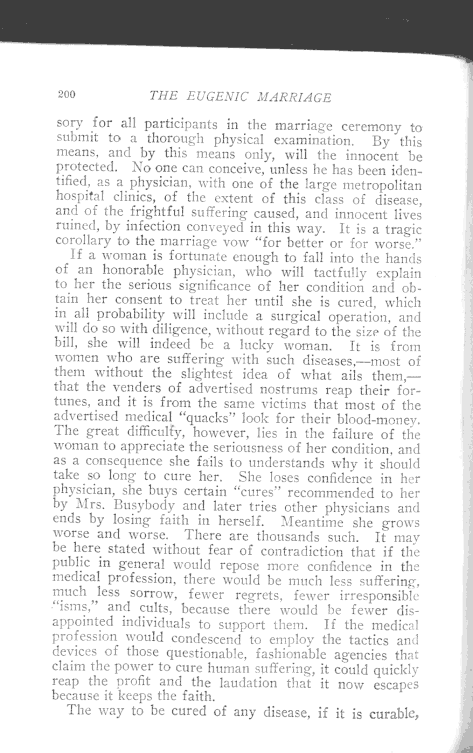 200 THE EUGENIC MARRIAGE
sory for all participants in the marriage ceremony to
submit to a thorough physical examination. By this
means, and by this means only, will the innocent be
protected. No one can conceive, unless he has been iden-
tified, as a physician, with one of the large metropolitan
hospital clinics, of the extent of this class of disease,
and of the frightful suffering caused, and innocent lives
ruined, by infection conveyed in this way. It is a tragic
corollary to the marriage vow "for better or for worse."
If a woman is fortunate enough to fall into the hands
of an honorable physician, who will tactfully explain
to her the serious significance of her condition and ob-
tain her consent to treat her until she is cured, which
in all probability will include a surgical operation, and
will do so with diligence, without regard to the size of the
bill, she will indeed be a lucky woman. It is from
women who are suffering with such diseases,—most of
them without the slightest idea of what ails them,—
that the venders of advertised nostrums reap their for-
tunes, and it is from the same victims that most of the
advertised medical "quacks" look for their blood-money.
The great difficulty, however, lies in the failure of the
woman to appreciate the seriousness of her condition, and
as a consequence she fails to understands why it should
take so long to cure her. She loses confidence in her
physician, she buys certain "cures" recommended to her
by Mrs. Busybody and later tries other physicians and
ends by losing faith in herself. Meantime she grows
worse and worse. There are thousands such. It may
be here stated without fear of contradiction that if the
public in general would repose more confidence in the
medical profession, there would be much less suffering,
much less sorrow, fewer regrets, fewer irresponsible
"isms," and cults, because there would be fewer dis-
appointed individuals to support them. If the medical
profession would condescend to employ the tactics and
devices of those questionable, fashionable agencies that
claim the power to cure human suffering, it could quickly
reap the profit and the laudation that it now escapes
because it keeps the faith.
The way to be cured of any disease, if it is curable,